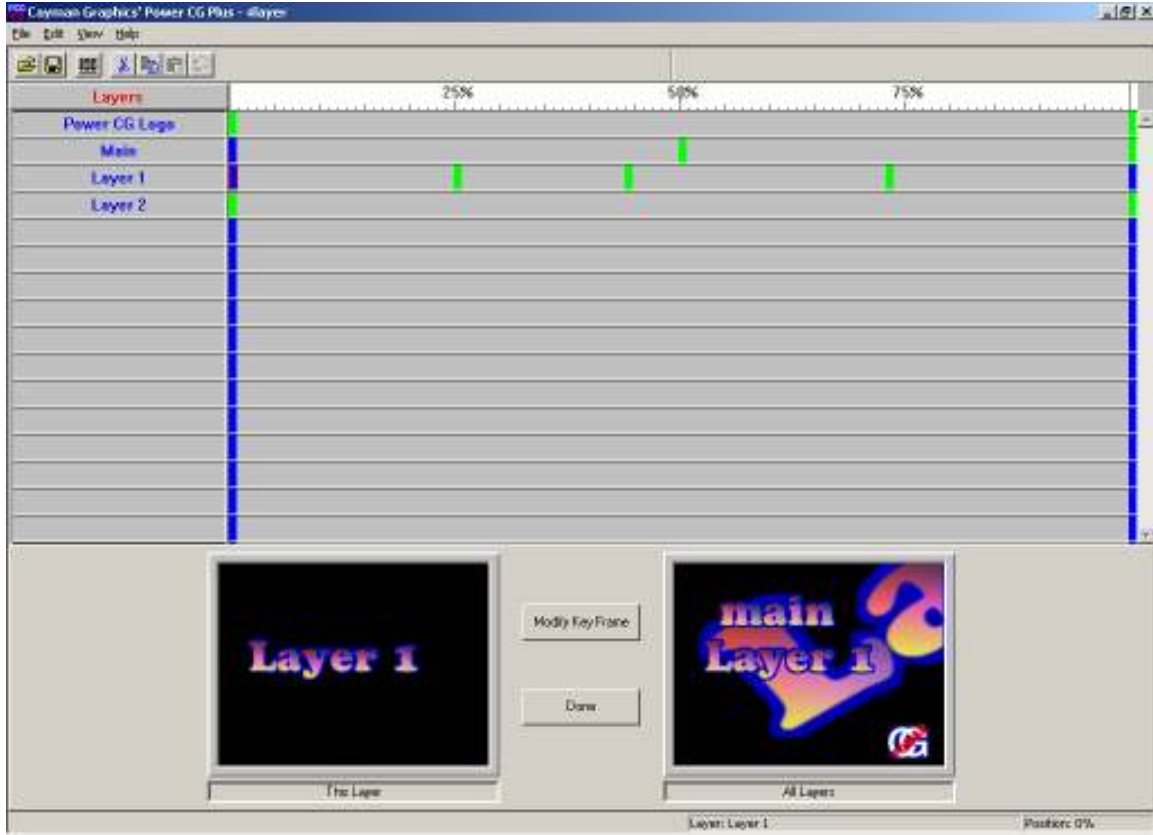 Cayman Graphics' Power CG Plus - 4layer
File Edit View Help
Layers 25% 50% 75%
Power CG Logo
Main
Layer 1
Layer 2
Layer 1
Modify Key Frame
Done
main
Layer 1
CG
This Layer
All Layers
Layer: Layer 1
Position: 0%